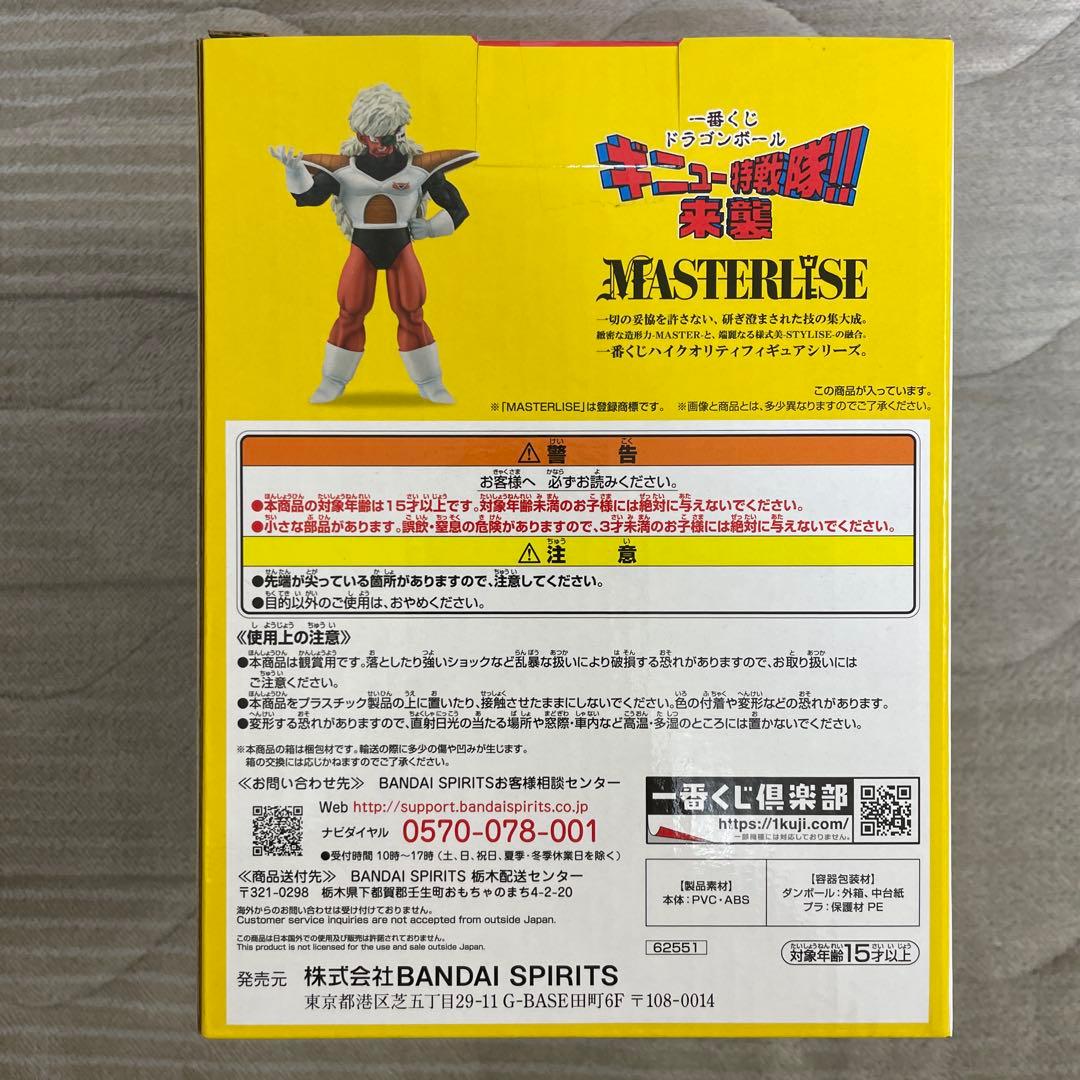 一番くじ
ドラゴンボール
ギニュー特戦隊!!
来襲
MASTERLISE
一切の妥協を許さない、研ぎ澄まされた技の集大成。
緻密な造形力-MASTER-と、端麗なる様式美-STYLISE-の融合。
一番くじハイクオリティフィギュアシリーズ。
この商品が入っています。
※「MASTERLISE」は登録商標です。 ※画像と商品とは、多少異なりますのでご了承ください。
警告
お客様へ 必ずお読みください。
●本商品の対象年齢は15才以上です。対象年齢未満のお子様には絶対に与えないでください。
●小さな部品があります。誤飲・窒息の危険がありますので、3才未満のお子様には絶対に与えないでください。
注意
●先端が尖っている箇所がありますので、注意してください。
●目的以外のご使用は、おやめください。
《使用上の注意》
●本商品は観賞用です。落としたり強いショックなど乱暴な扱いにより破損する恐れがありますので、お取り扱いには
ご注意ください。
●本商品をプラスチック製品の上に置いたり、接触させたままにしないでください。色の付着や変形などの恐れがあります。
●変形する恐れがありますので、直射日光の当たる場所や窓際・車内など高温・多湿のところには置かないでください。
※本商品の箱は梱包材です。輸送の際に多少の傷や凹みが生じます。
箱の交換には応じかねますのでご了承ください。
≪お問い合わせ先≫ BANDAI SPIRITSお客様相談センター
Web http://support.bandaispirits.co.jp
ナビダイヤル 0570-078-001
●受付時間 10時〜17時(土、日、祝日、夏季・冬季休業日を除く)
≪商品送付先≫ BANDAI SPIRITS 栃木配送センター
〒321-0298 栃木県下都賀郡壬生町おもちゃのまち4-2-20
海外からのお問い合わせは受け付けておりません。
Customer service inquiries are not accepted from outside Japan.
この商品は日本国外での使用及び販売は許諾されておりません。
This product is not licensed for the use and sale outside Japan.
一番くじ倶楽部
https://1kuji.com/
一部機種には対応しておりません。
【製品素材】
本体:PVC・ABS
【容器包装材】
ダンボール:外箱、中台紙
プラ:保護材 PE
62551
対象年齢15才以上
発売元 株式会社BANDAI SPIRITS
東京都港区芝五丁目29-11 G-BASE田町6F 〒108-0014